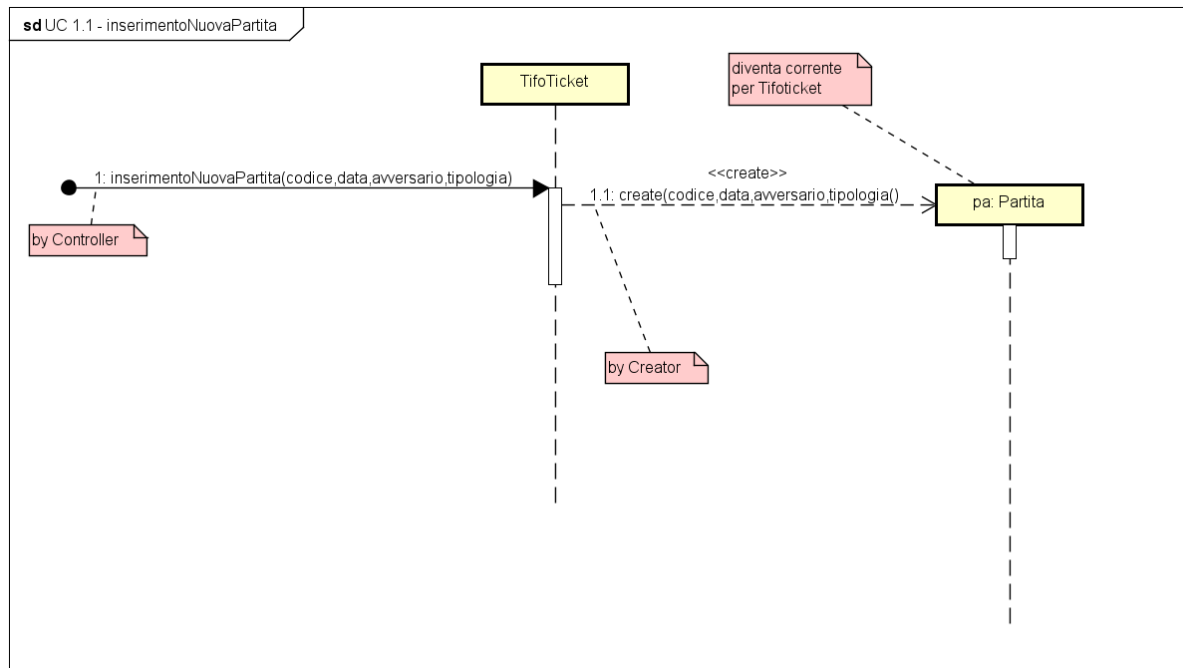 sd UC 1.1 - inserimentoNuovaPartita
TifoTicket
diventa corrente
per Tifoticket
1: inserimentoNuovaPartita(codice,data,avversario,tipologia)
<<create>>
1.1: create(codice,data,avversario,tipologia()
pa: Partita
by Controller
by Creator